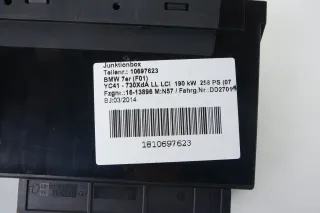 Junktionbox
Teilenr.: 10697623
BMW 7er (F01)
YC41 - 730XdA LL LCI 190 kW 258 PS (07
Fzgnr.:18-13896 M:N57 / Fahrg.Nr.:DD2709
BJ:03/2014
1810697623